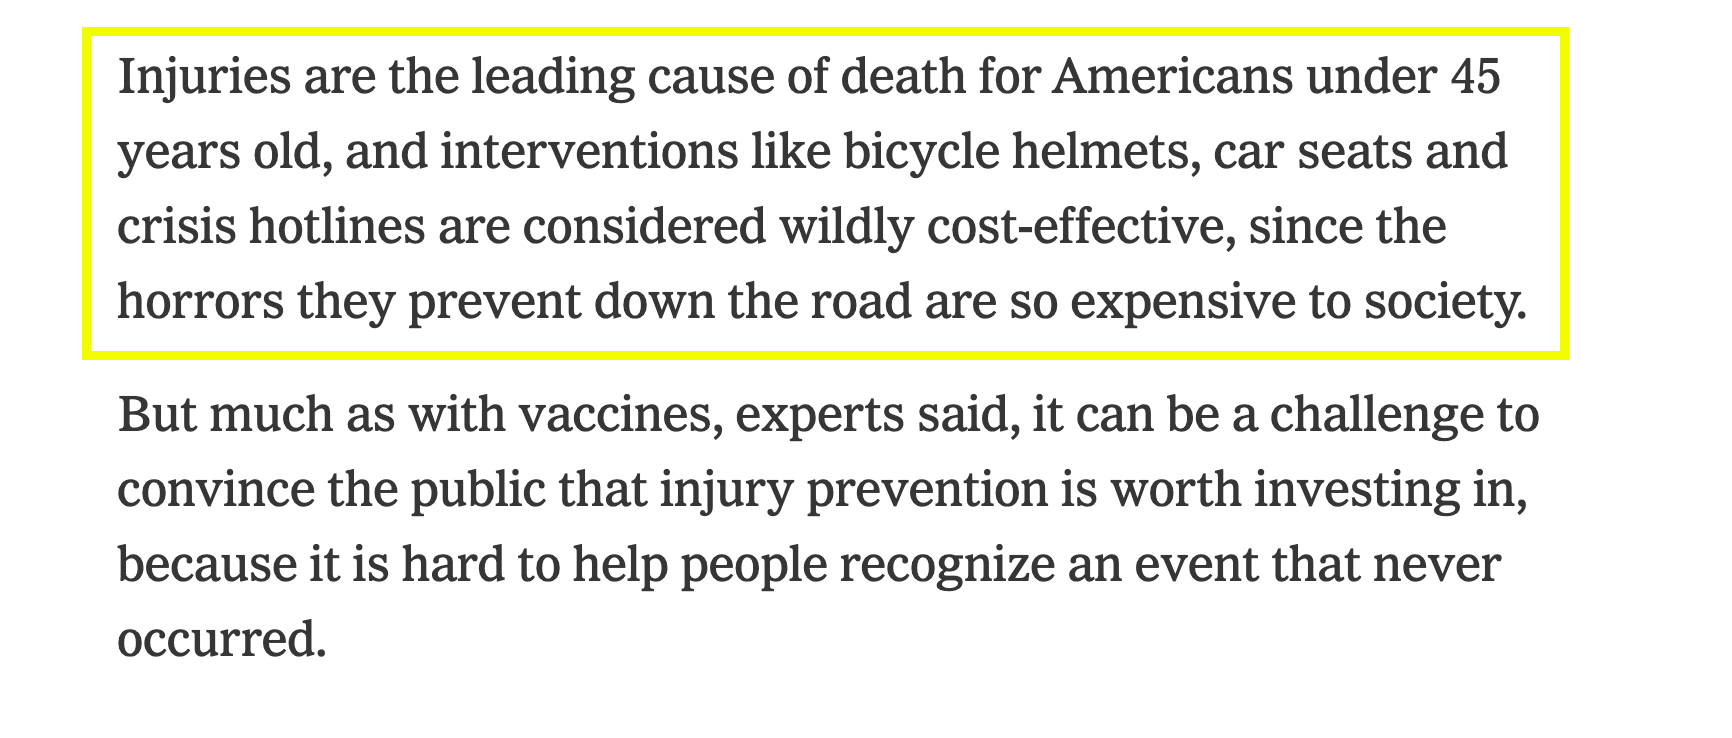 Injuries are the leading cause of death for Americans under 45
years old, and interventions like bicycle helmets, car seats and
crisis hotlines are considered wildly cost-effective, since the
horrors they prevent down the road are so expensive to society.
But much as with vaccines, experts said, it can be a challenge to
convince the public that injury prevention is worth investing in,
because it is hard to help people recognize an event that never
occurred.